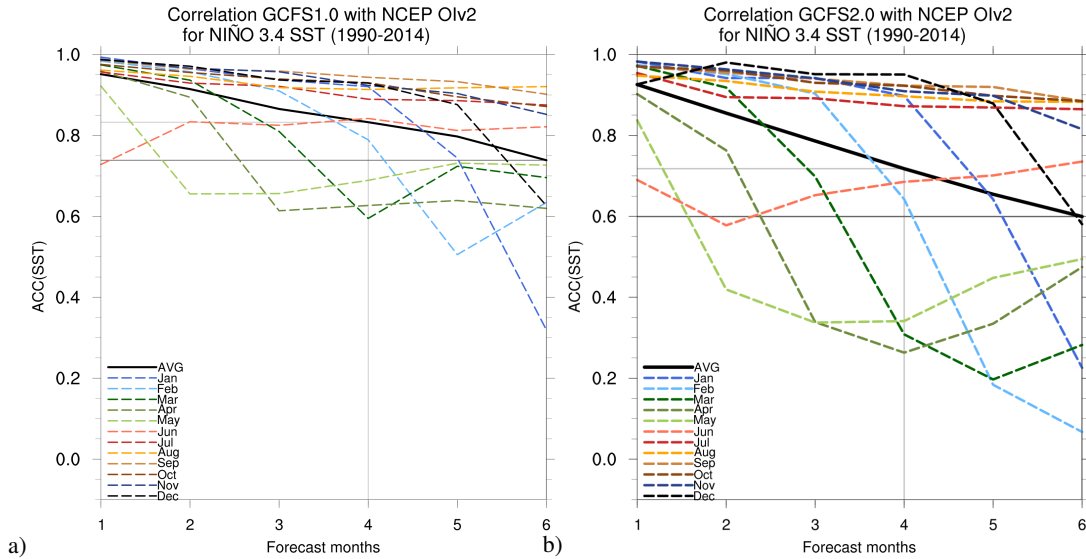 Correlation GCFS1.0 with NCEP OIv2
for NIÑO 3.4 SST (1990-2014)
1.0
0.8
0.6
0.4
0.2
0.0
ACC(SST)
AVG
Jan
Feb
Mar
Apr
May
Jun
Jul
Aug
Sep
Oct
Nov
Dec
1 2 3 4 5 6
Forecast months
a)
Correlation GCFS2.0 with NCEP OIv2
for NIÑO 3.4 SST (1990-2014)
1.0
0.8
0.6
0.4
0.2
0.0
ACC(SST)
AVG
Jan
Feb
Mar
Apr
May
Jun
Jul
Aug
Sep
Oct
Nov
Dec
1 2 3 4 5 6
Forecast months
b)